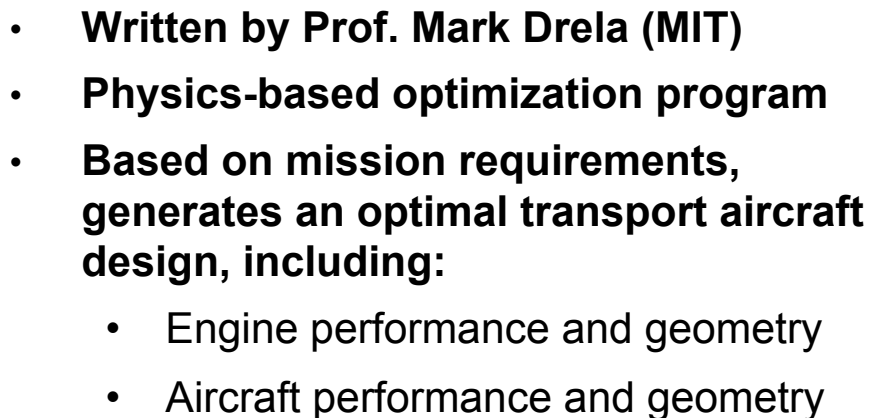 • Written by Prof. Mark Drela (MIT)
• Physics-based optimization program
• Based on mission requirements,
generates an optimal transport aircraft
design, including:
• Engine performance and geometry
• Aircraft performance and geometry